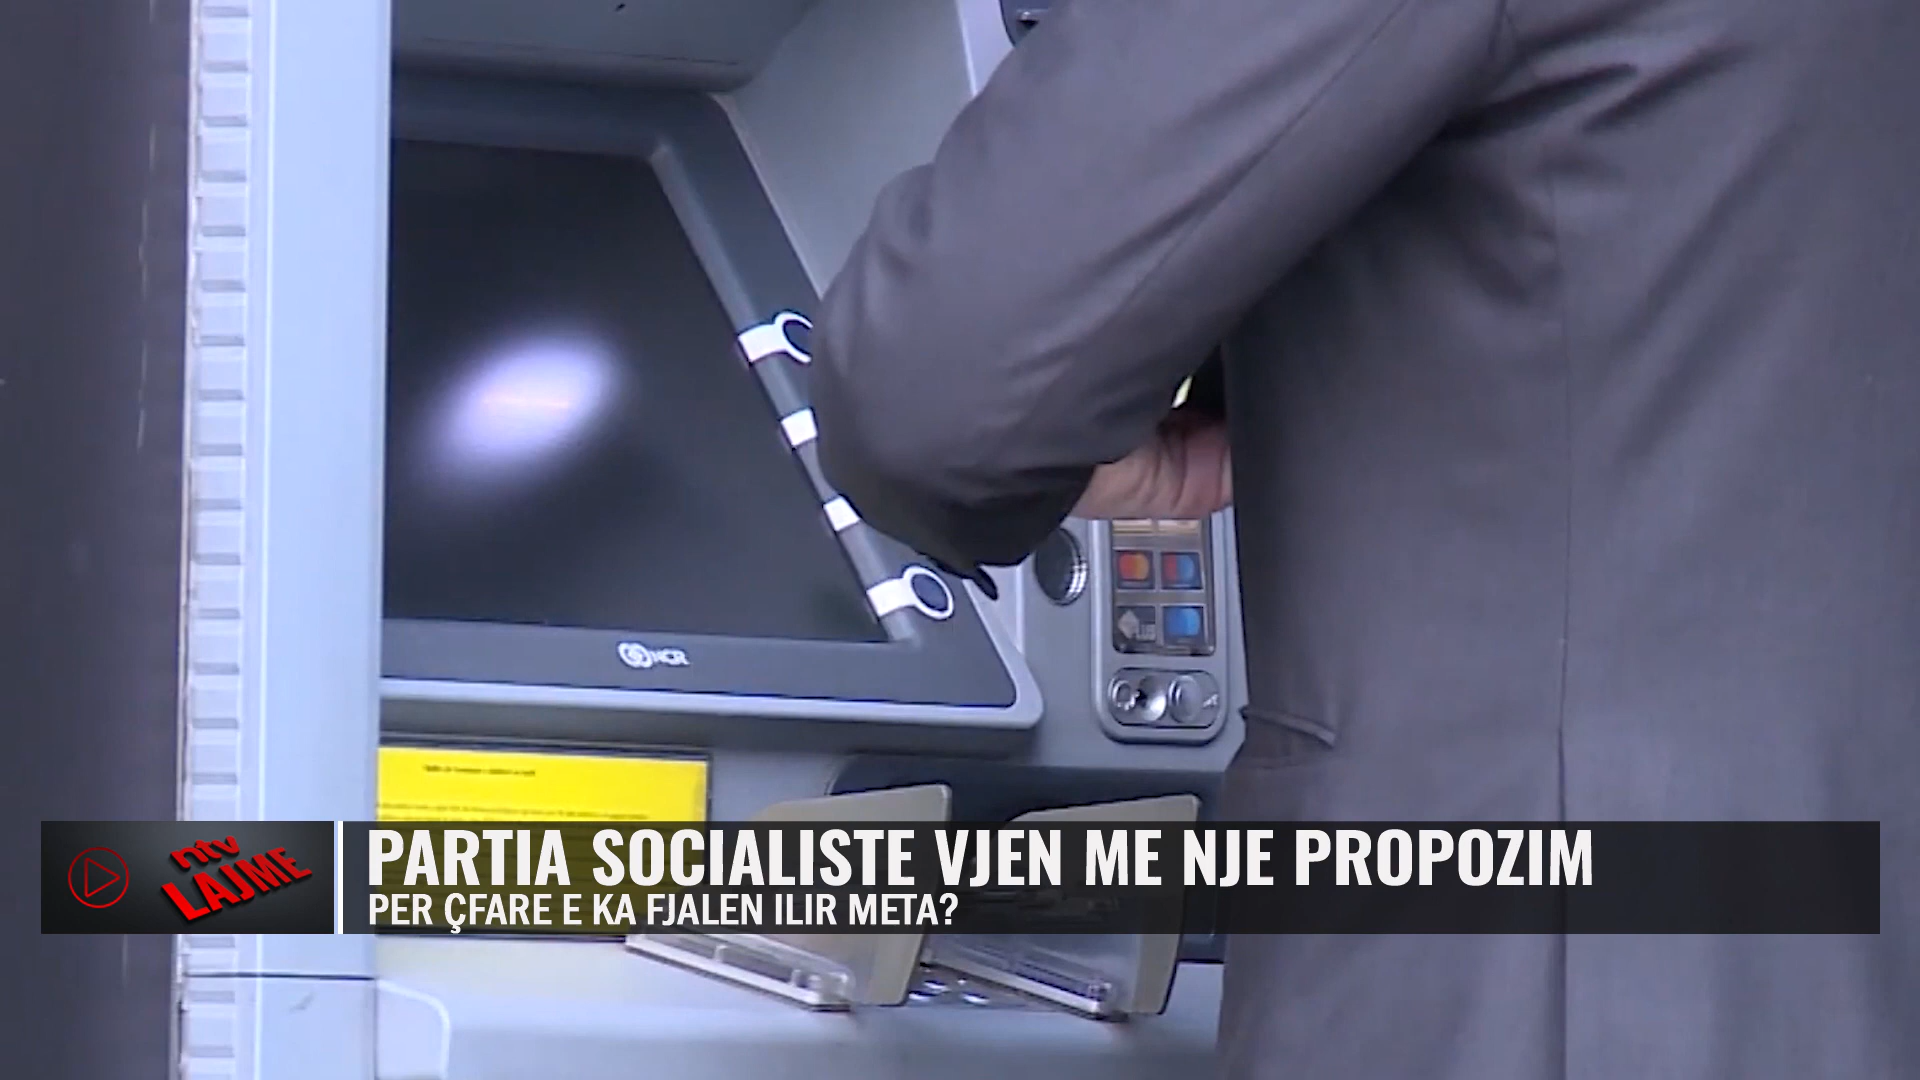 NCR
ntv
LAJME
PARTIA SOCIALISTE VJEN ME NJE PROPOZIM
PER ÇFARE E KA FJALEN ILIR META?